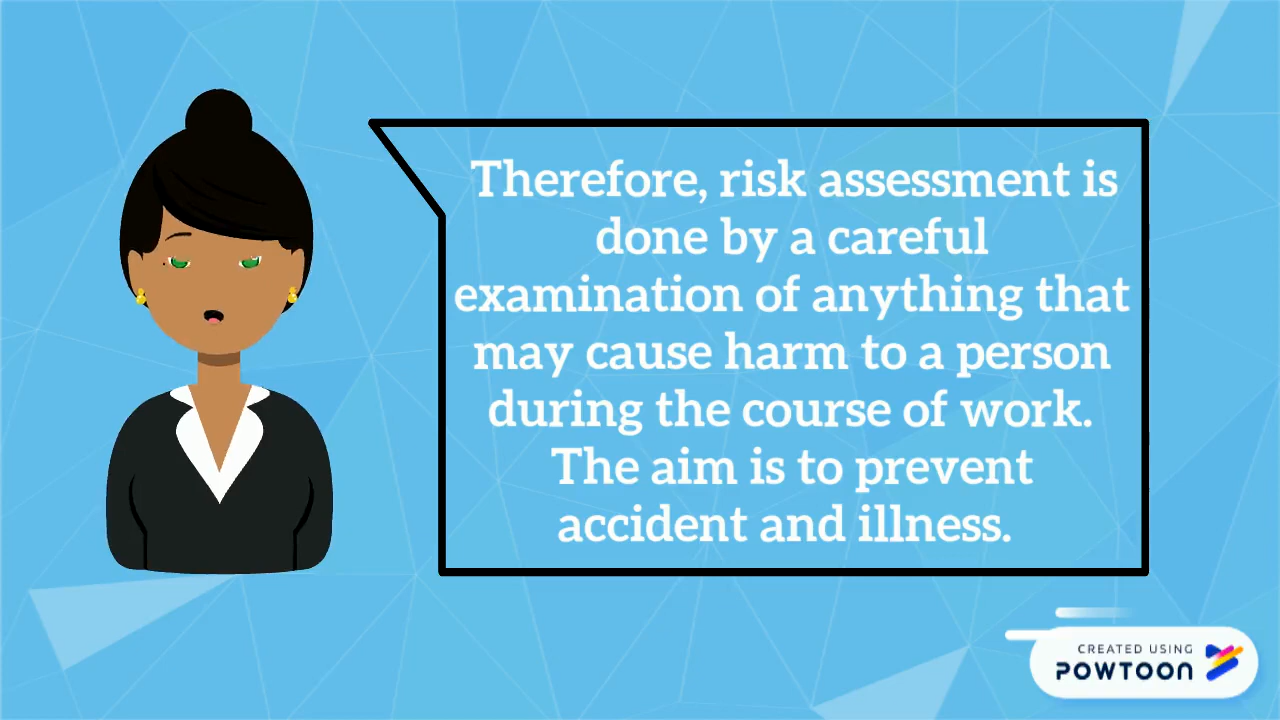 Therefore, risk assessment is
done by a careful
examination of anything that
may cause harm to a person
during the course of work.
The aim is to prevent
accident and illness.
CREATED USING
POWTOON